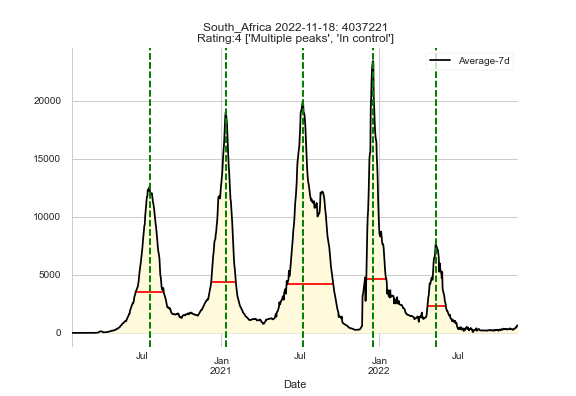 South_Africa 2022-11-18: 4037221
Rating:4 ['Multiple peaks', 'In control']
Average-7d
20000
15000
10000
5000
0
Jul
Jan
2021
Jul
Jan
2022
Jul
Date